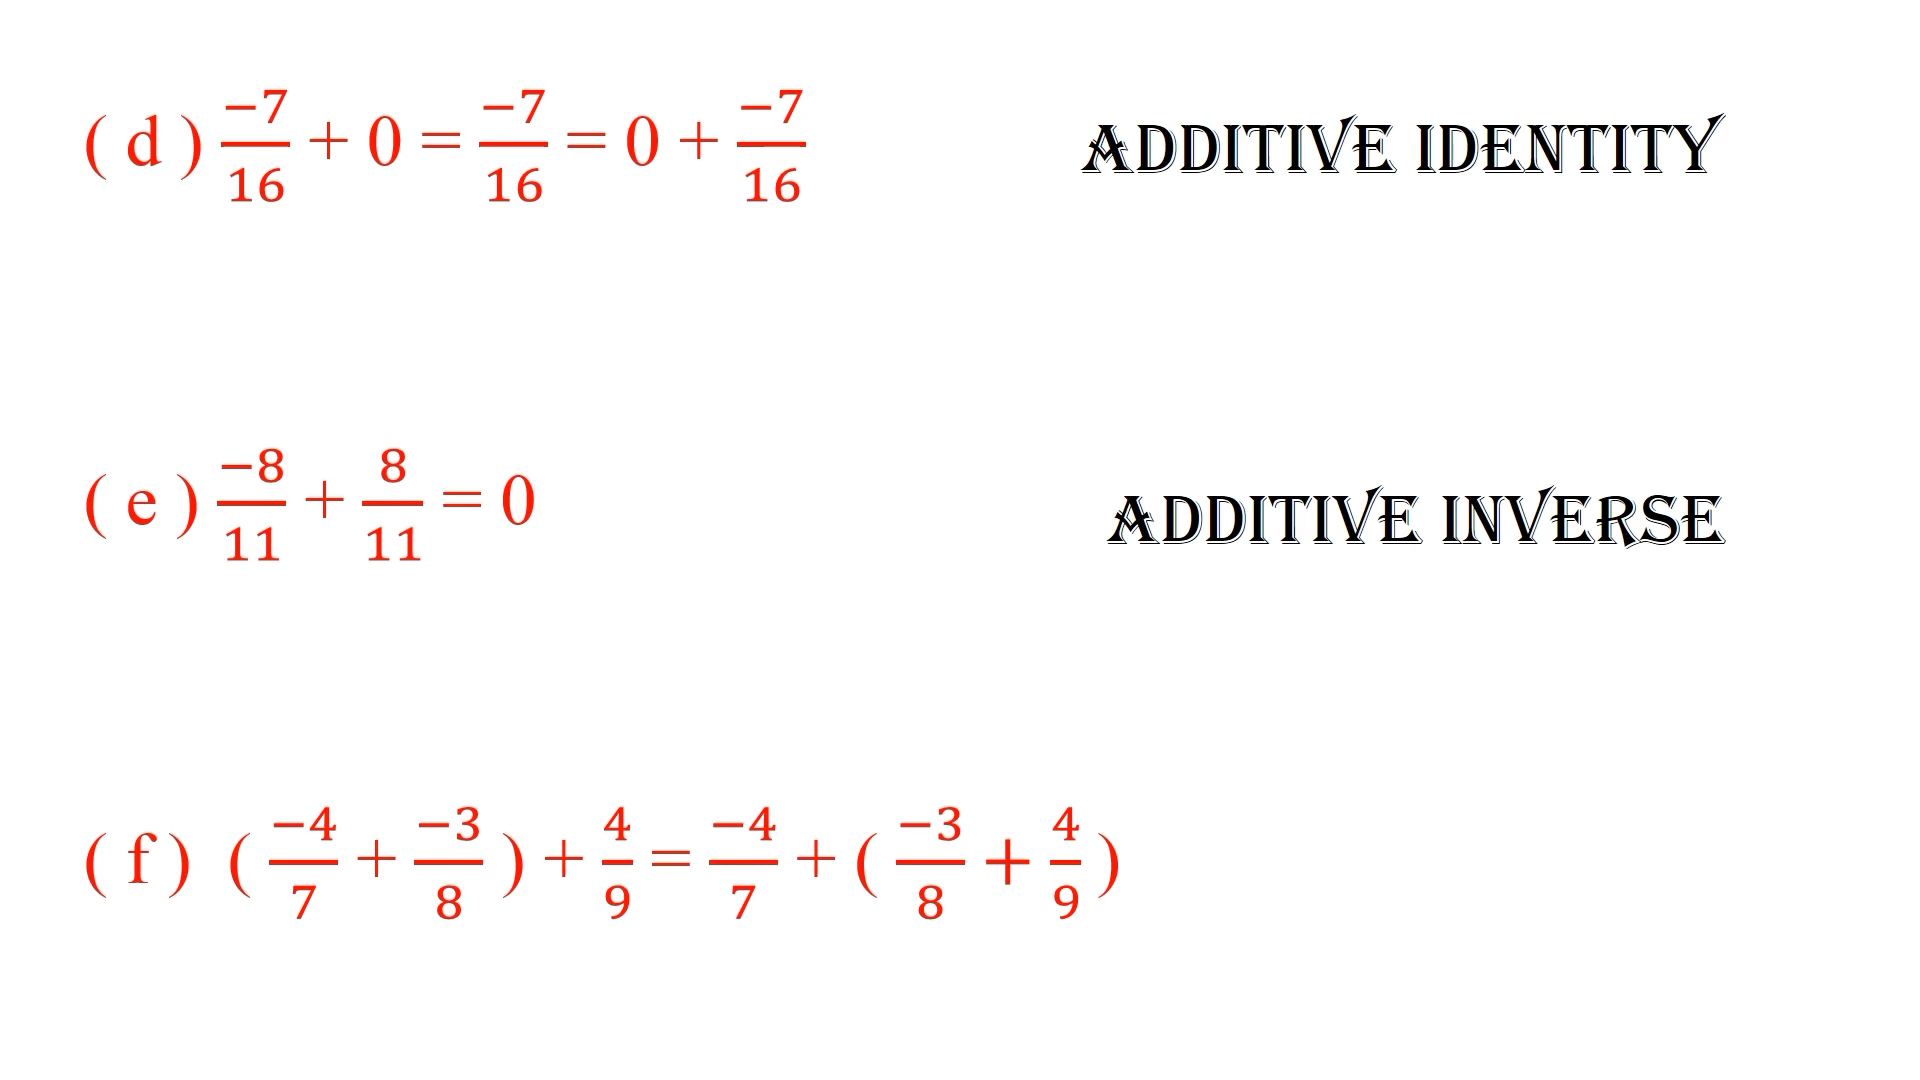 ( d ) −7/16 + 0 = −7/16 = 0 + −7/16 ADDITIVE IDENTITY
( e ) −8/11 + 8/11 = 0 ADDITIVE INVERSE
( f ) ( −4/7 + −3/8 ) + 4/9 = −4/7 + ( −3/8 + 4/9 )